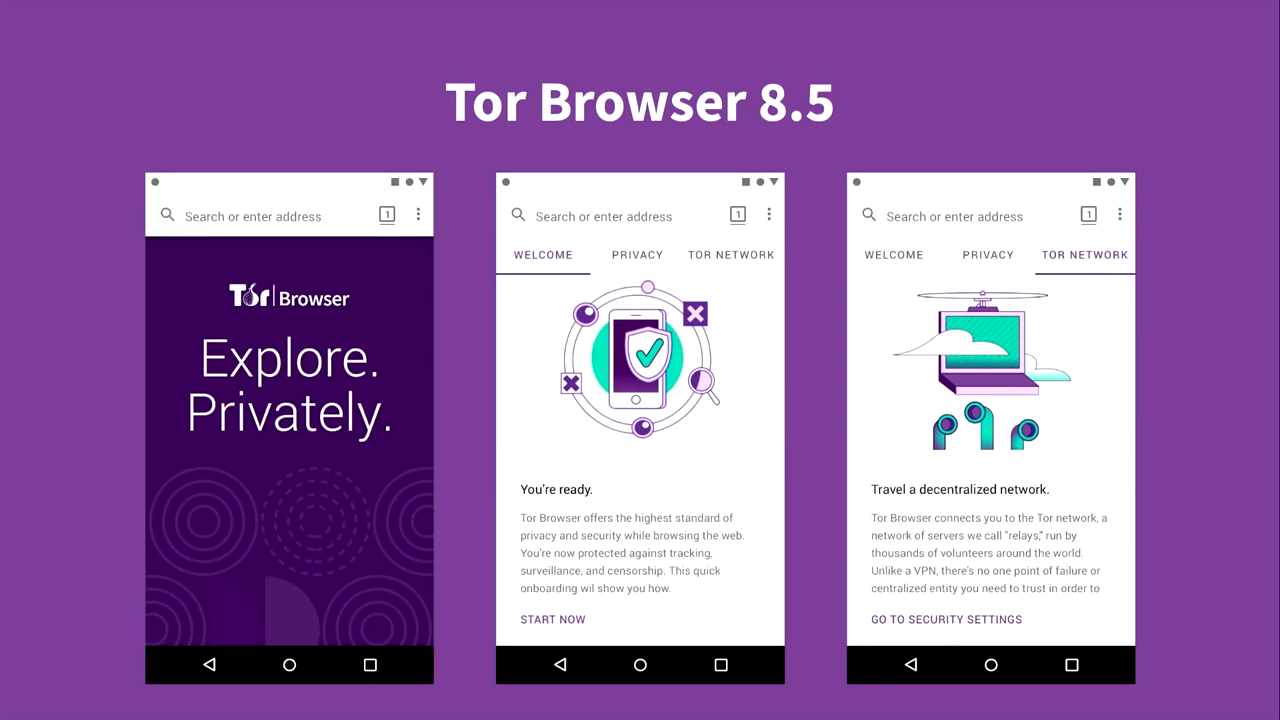 Tor Browser 8.5
Search or enter address 1
Tor Browser
Explore.
Privately.
Search or enter address 1
WELCOME PRIVACY TOR NETWORK
You're ready.
Tor Browser offers the highest standard of
privacy and security while browsing the web.
You're now protected against tracking,
surveillance, and censorship. This quick
onboarding wil show you how.
START NOW
Search or enter address 1
WELCOME PRIVACY TOR NETWORK
Travel a decentralized network.
Tor Browser connects you to the Tor network, a
network of servers we call "relays," run by
thousands of volunteers around the world.
Unlike a VPN, there's no one point of failure or
centralized entity you need to trust in order to
GO TO SECURITY SETTINGS